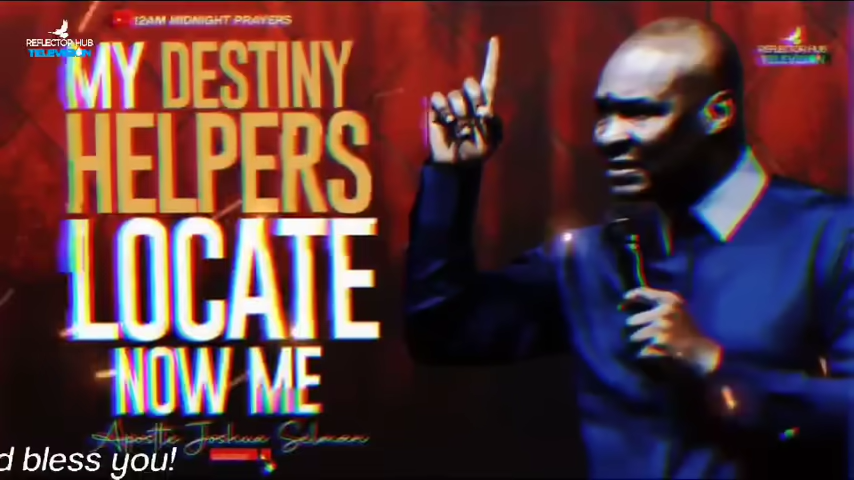 12AM MIDNIGHT PRAYERS
REFLECTOR HUB
TELEVISION
REFLECTOR HUB
TELEVISION
MY DESTINY
HELPERS
LOCATE
NOW ME
Apostle Joshua Selman
d bless you!